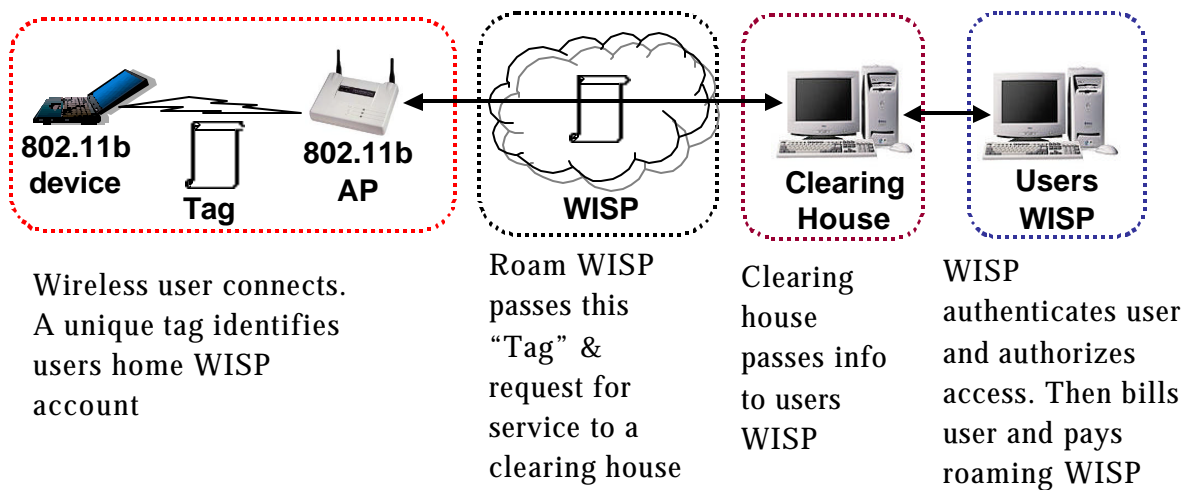 802.11b
device
Tag
802.11b
AP
WISP
Clearing
House
Users
WISP
Wireless user connects.
A unique tag identifies
users home WISP
account
Roam WISP
passes this
“Tag” &
request for
service to a
clearing house
Clearing
house
passes info
to users
WISP
WISP
authenticates user
and authorizes
access. Then bills
user and pays
roaming WISP